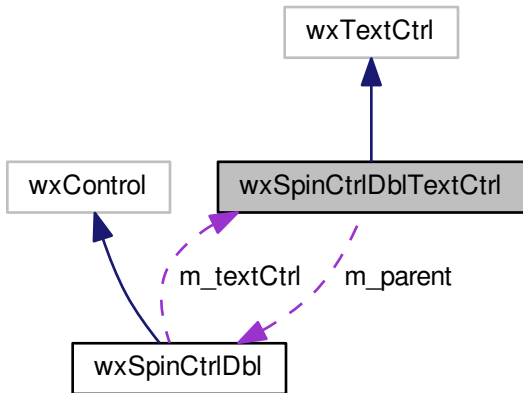 wxTextCtrl
wxControl
wxSpinCtrlDblTextCtrl
m_textCtrl
m_parent
wxSpinCtrlDbl